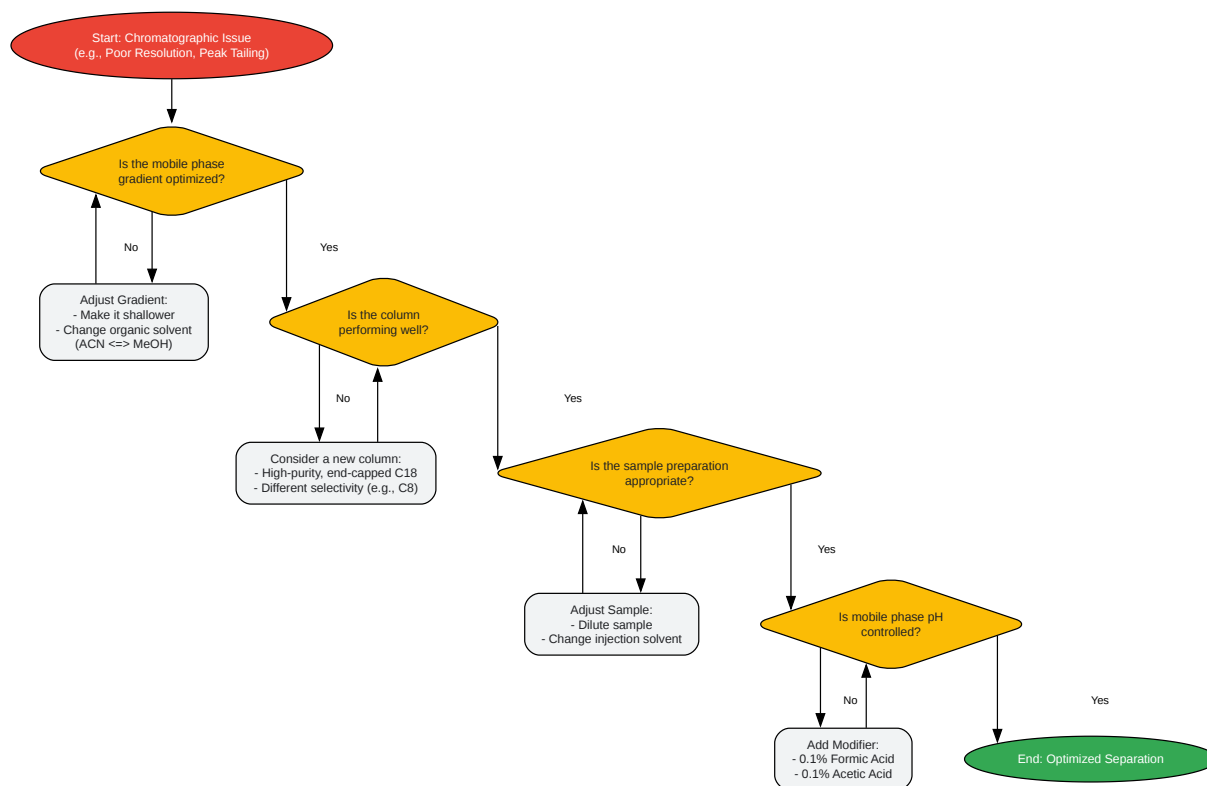 Start: Chromatographic Issue
(e.g., Poor Resolution, Peak Tailing)
Is the mobile phase
gradient optimized?
No
Yes
Adjust Gradient:
- Make it shallower
- Change organic solvent
(ACN <=> MeOH)
Is the column
performing well?
No
Yes
Consider a new column:
- High-purity, end-capped C18
- Different selectivity (e.g., C8)
Is the sample preparation
appropriate?
No
Yes
Adjust Sample:
- Dilute sample
- Change injection solvent
Is mobile phase pH
controlled?
No
Yes
Add Modifier:
- 0.1% Formic Acid
- 0.1% Acetic Acid
End: Optimized Separation